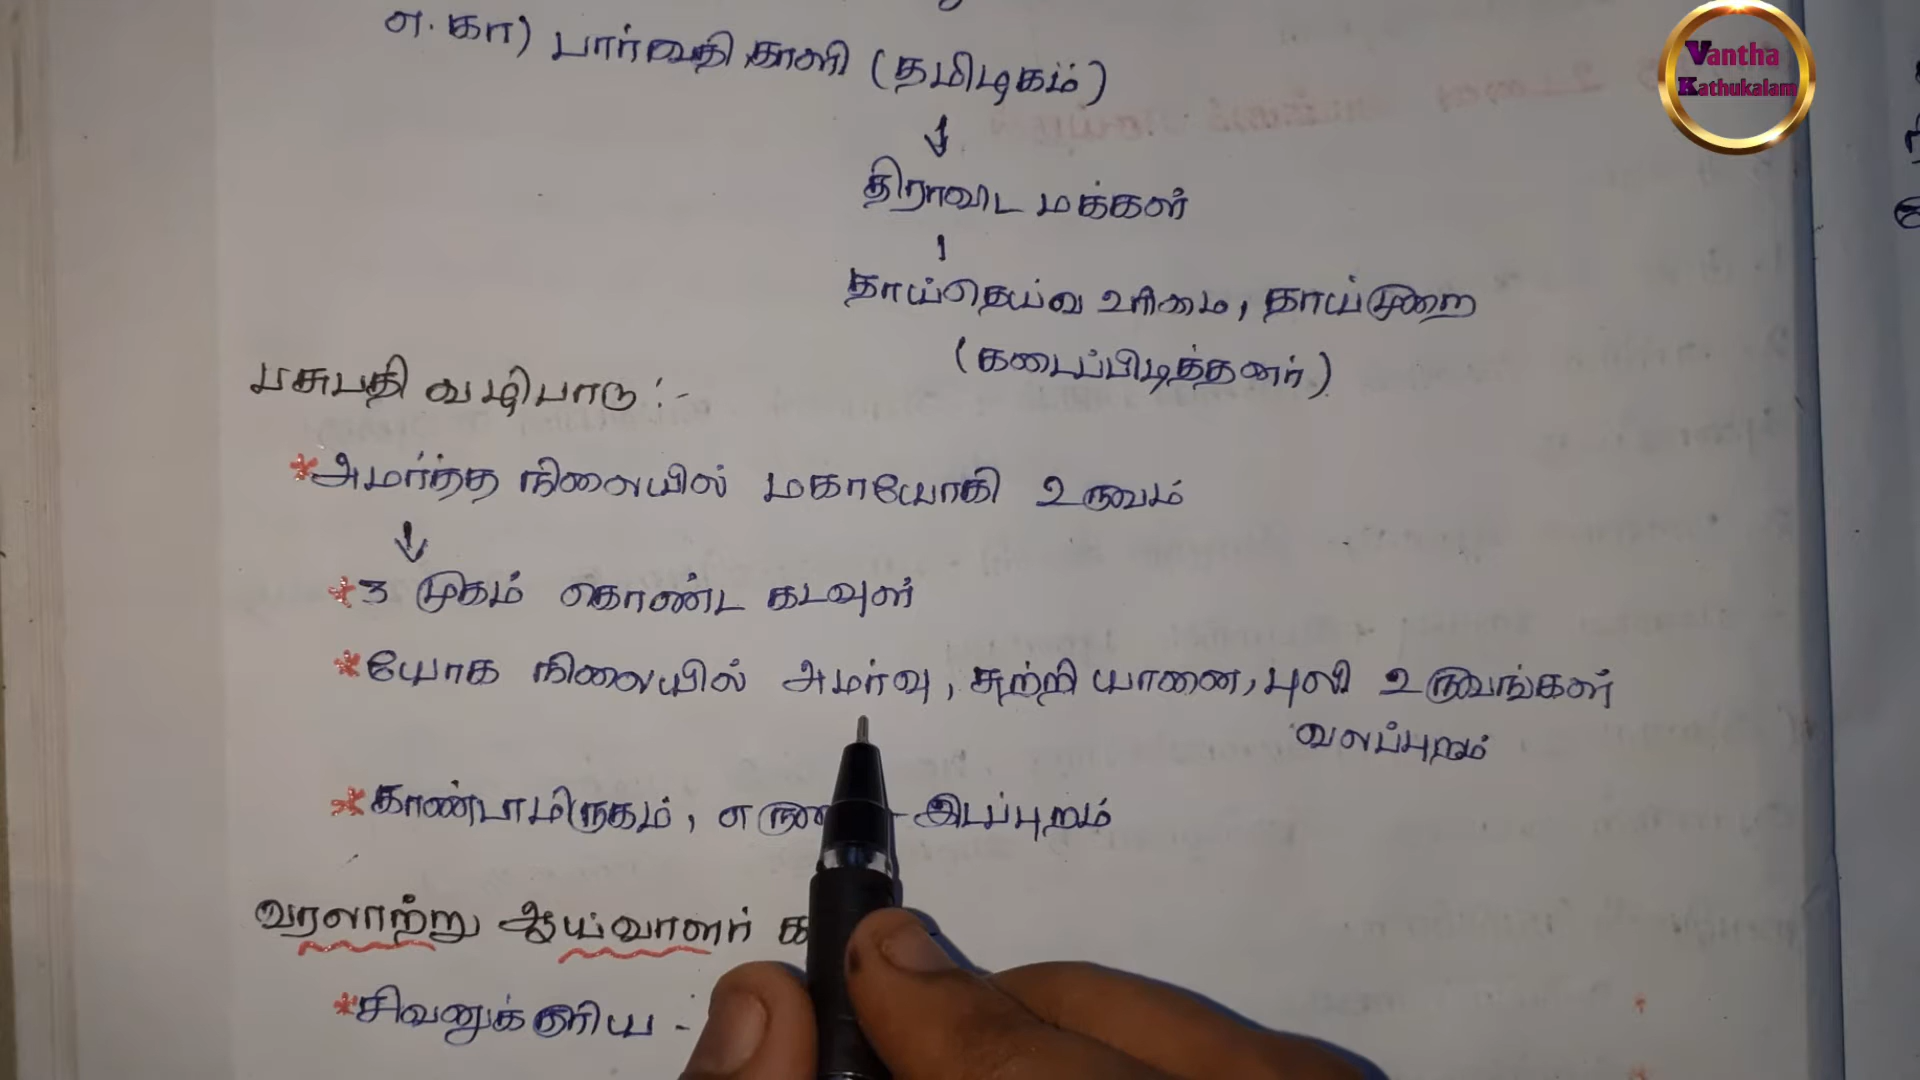 எ.கா) பார்வதி, காளி (தமிழகம்)
திராவிட மக்கள்
தாய்தெய்வ உரிமை, தாய்முறை
(கடைப்பிடித்தனர்)
பசுபதி வழிபாடு :-
*அமர்ந்த நிலையில் மகாயோகி உருவம்
*3 முகம் கொண்ட கடவுள்
*யோக நிலையில் அமர்வு, சுற்றி யானை, புலி உருவங்கள்
வலப்புறம்
*காண்டாமிருகம், எருமை - இடப்புறம்
வரலாற்று ஆய்வாளர்
*சிவனுக்குரிய -
Vantha
Kathukalam